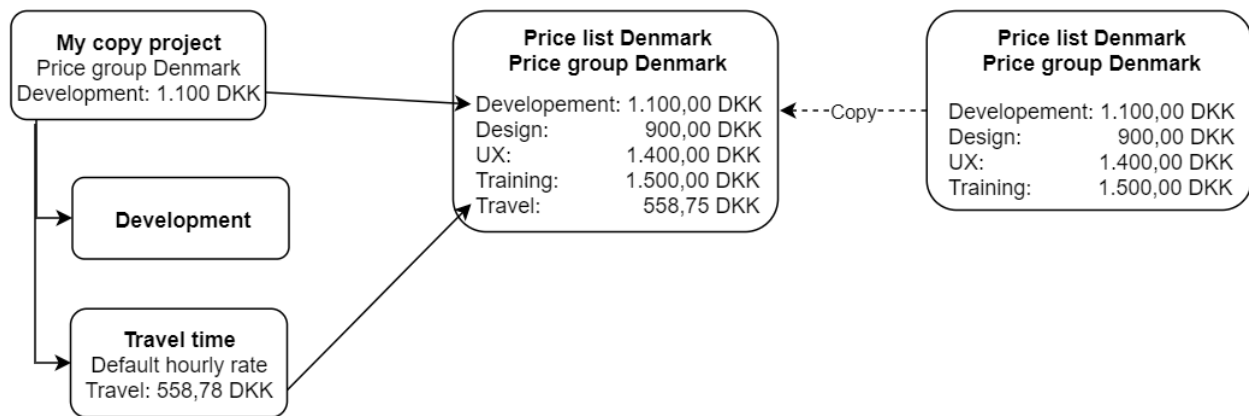 My copy project
Price group Denmark
Development: 1.100 DKK
Development
Travel time
Default hourly rate
Travel: 558,78 DKK
Price list Denmark
Price group Denmark
Developement: 1.100,00 DKK
Design: 900,00 DKK
UX: 1.400,00 DKK
Training: 1.500,00 DKK
Travel: 558,75 DKK
Copy
Price list Denmark
Price group Denmark
Developement: 1.100,00 DKK
Design: 900,00 DKK
UX: 1.400,00 DKK
Training: 1.500,00 DKK